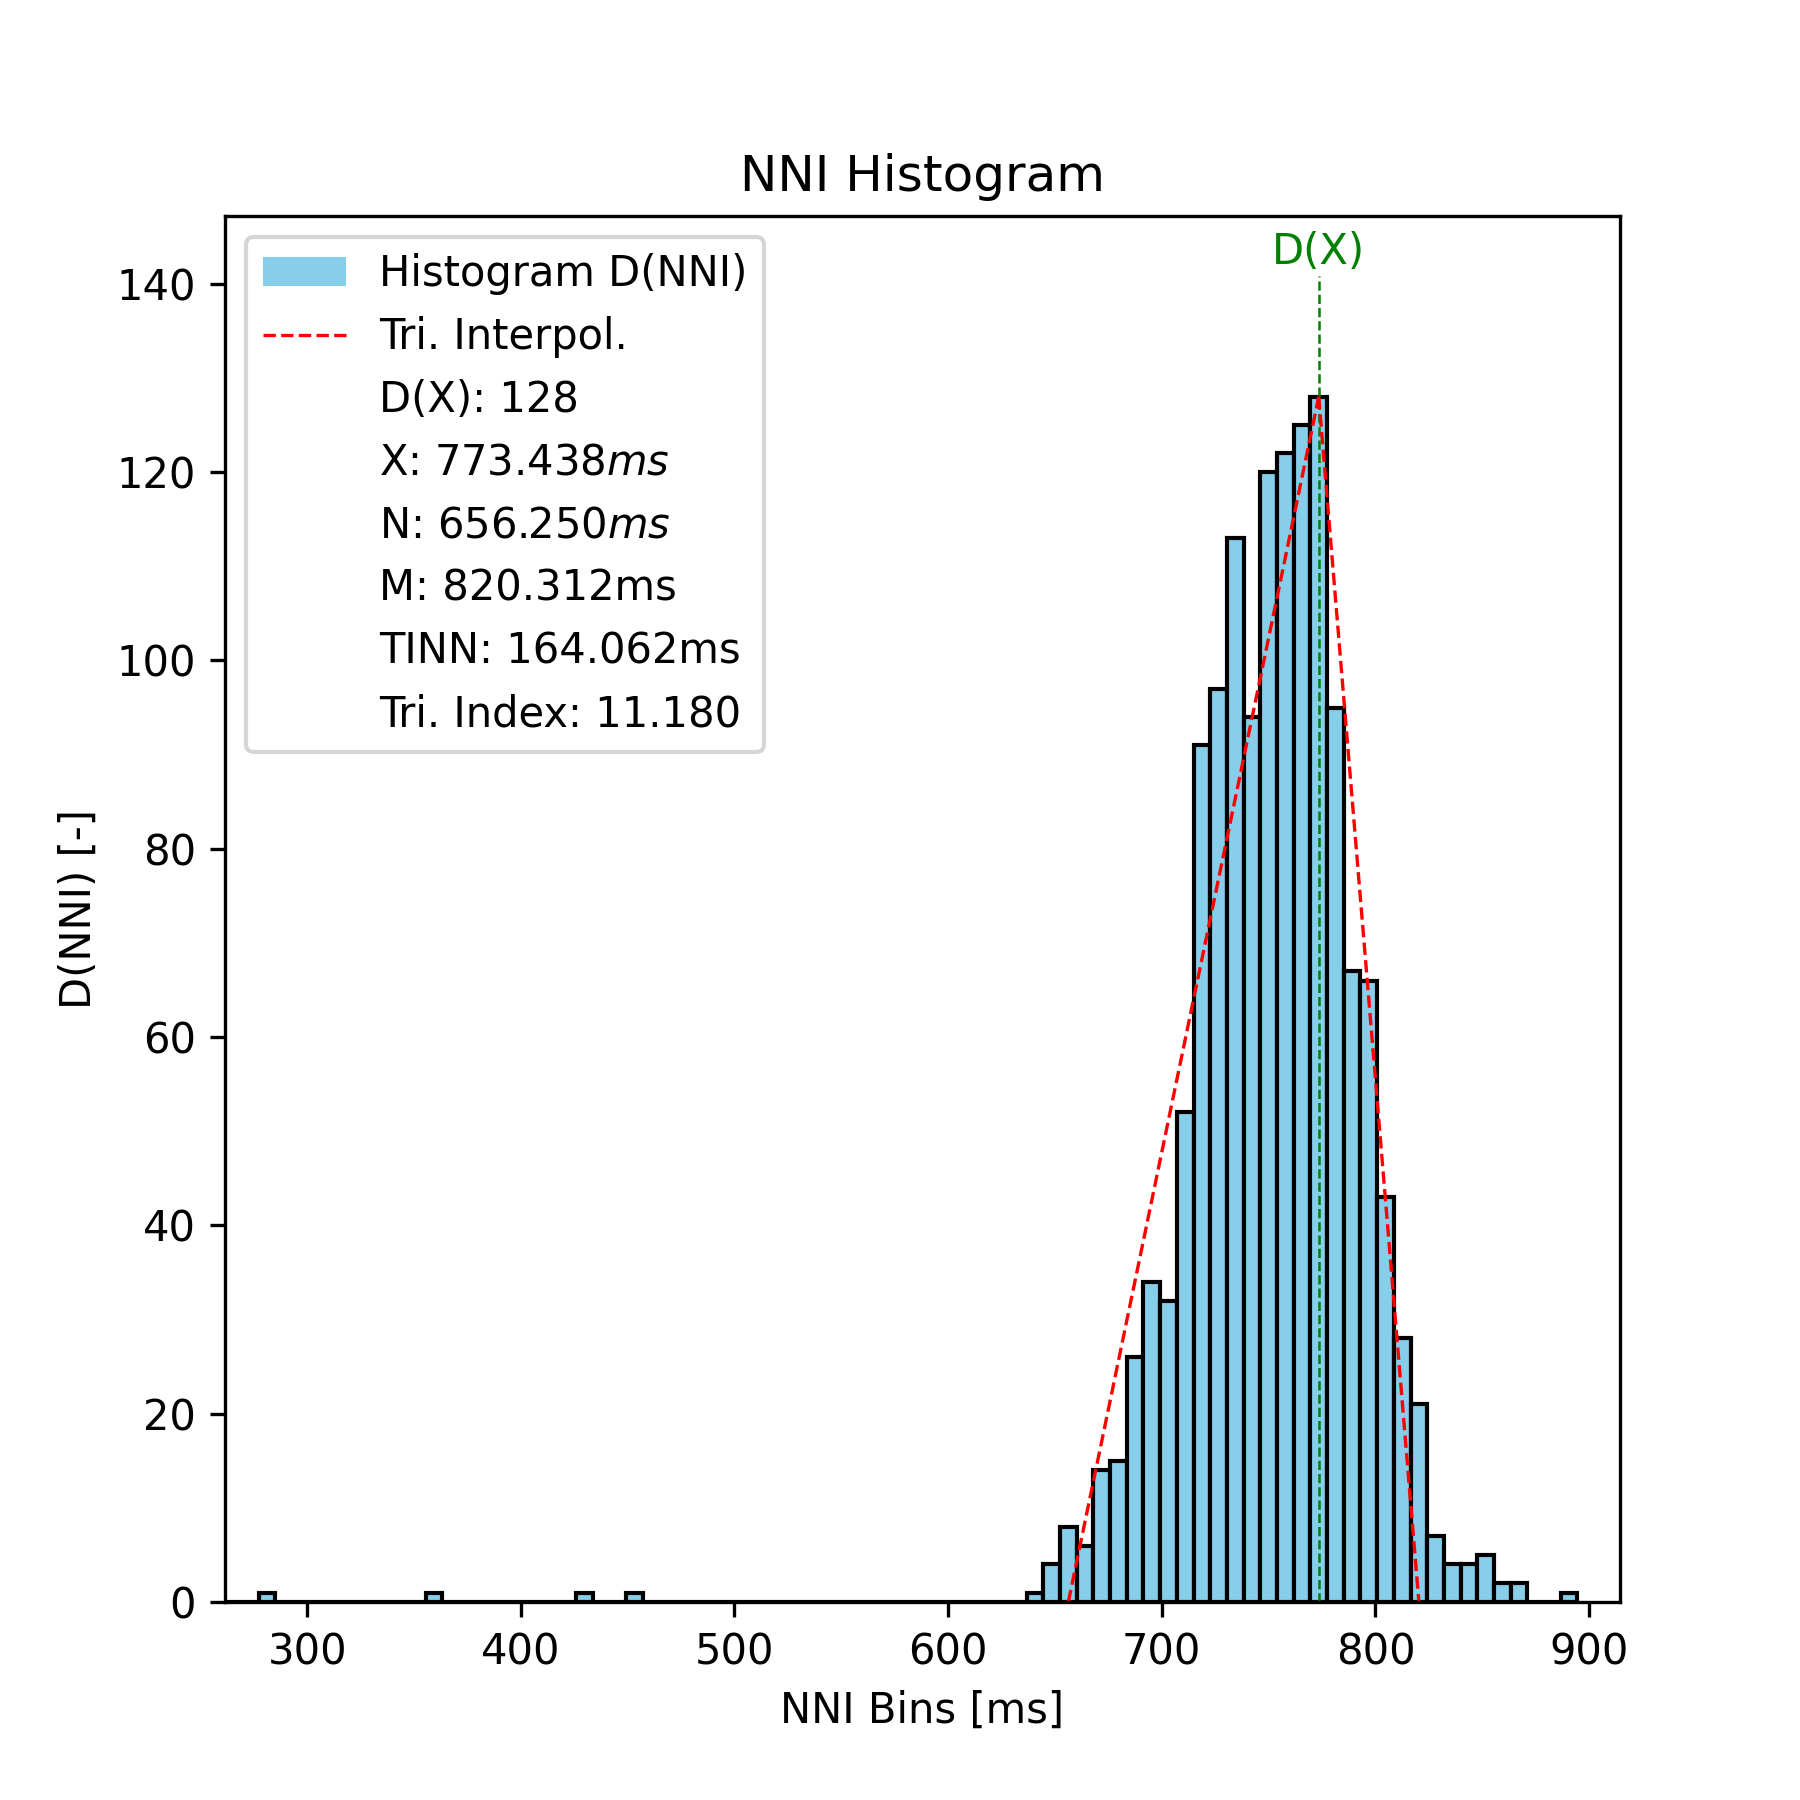 NNI Histogram
D(X)
Histogram D(NNI)
Tri. Interpol.
D(X): 128
X: 773.438ms
N: 656.250ms
M: 820.312ms
TINN: 164.062ms
Tri. Index: 11.180
140
120
100
80
60
40
20
0
D(NNI) [-]
300 400 500 600 700 800 900
NNI Bins [ms]